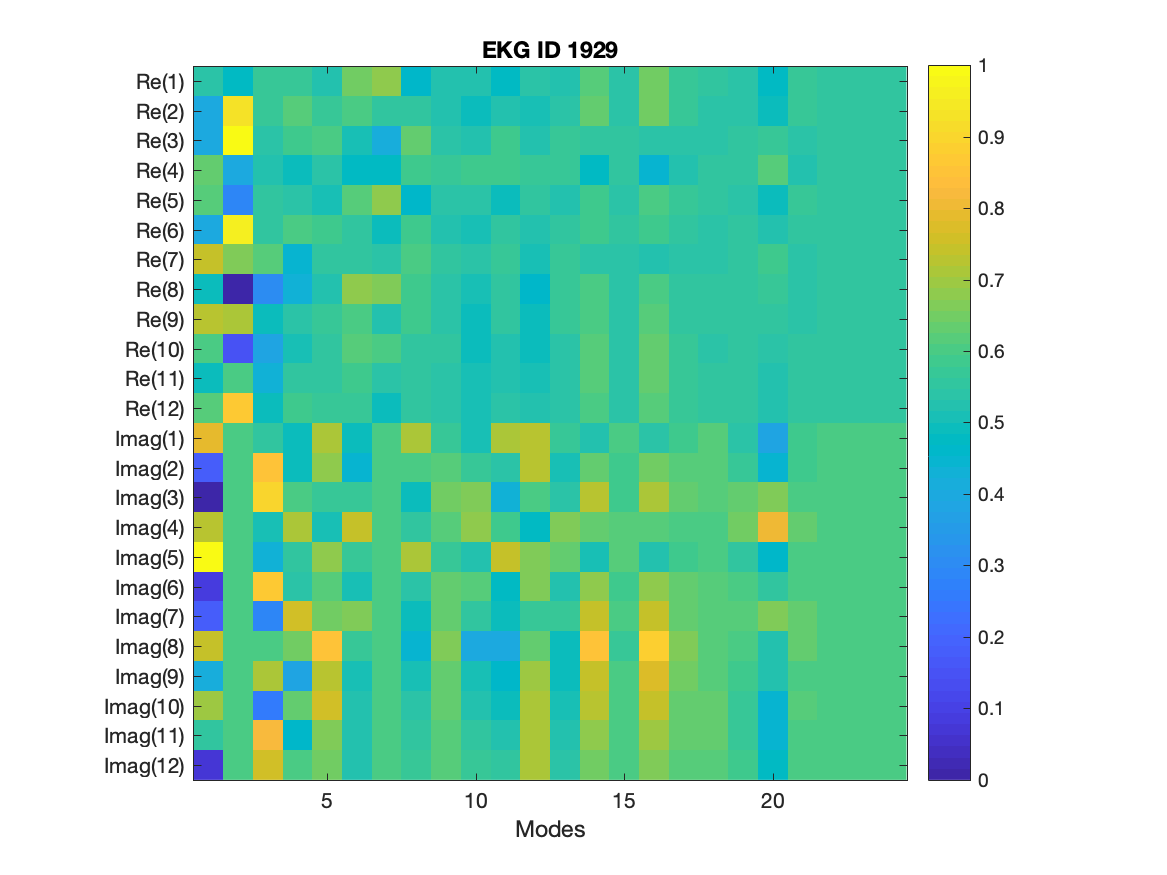 EKG ID 1929
Re(1)
Re(2)
Re(3)
Re(4)
Re(5)
Re(6)
Re(7)
Re(8)
Re(9)
Re(10)
Re(11)
Re(12)
Imag(1)
Imag(2)
Imag(3)
Imag(4)
Imag(5)
Imag(6)
Imag(7)
Imag(8)
Imag(9)
Imag(10)
Imag(11)
Imag(12)
5 10 15 20
Modes
1
0.9
0.8
0.7
0.6
0.5
0.4
0.3
0.2
0.1
0